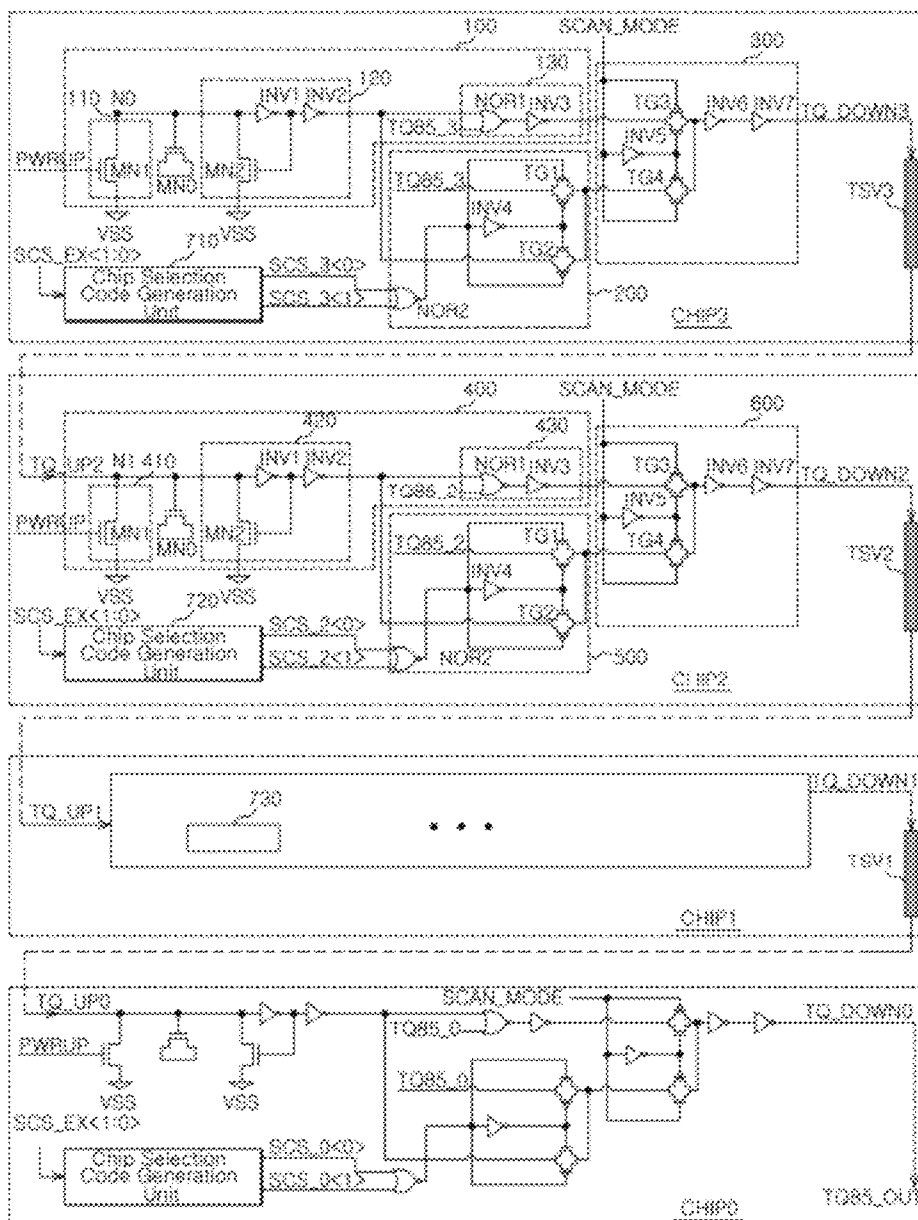 100
SCAN_MODE
300
120
130
110
N0
INV1
INV2
NOR1
INV3
TG3
INV6
INV7
TQ_DOWN3
TQ85_3
PWRUP
MN1
MN0
MN2
INV5
TQ85_3
TG1
TG4
TSV3
VSS
VSS
INV4
SCS_EX<1:0>
710
TG2
SCS_3<0>
Chip Selection
Code Generation
Unit
SCS_3<1>
NOR2
200
CHIP3
SCAN_MODE
400
600
420
430
TQ_UP2
N1
410
INV1
INV2
NOR1
INV3
TG3
INV6
INV7
TQ_DOWN2
TQ85_2
PWRUP
MN1
MN0
MN2
INV5
TQ85_2
TG1
TG4
TSV2
VSS
VSS
INV4
SCS_EX<1:0>
720
TG2
SCS_2<0>
Chip Selection
Code Generation
Unit
SCS_2<1>
NOR2
500
CHIP2
TQ_DOWN1
TQ_UP1
730
TSV1
CHIP1
TQ_UP0
SCAN_MODE
TQ_DOWN0
TQ85_0
PWRUP
TQ85_0
VSS
VSS
SCS_EX<1:0>
SCS_0<0>
Chip Selection
Code Generation
Unit
SCS_0<1>
CHIP0
TQ85_OUT